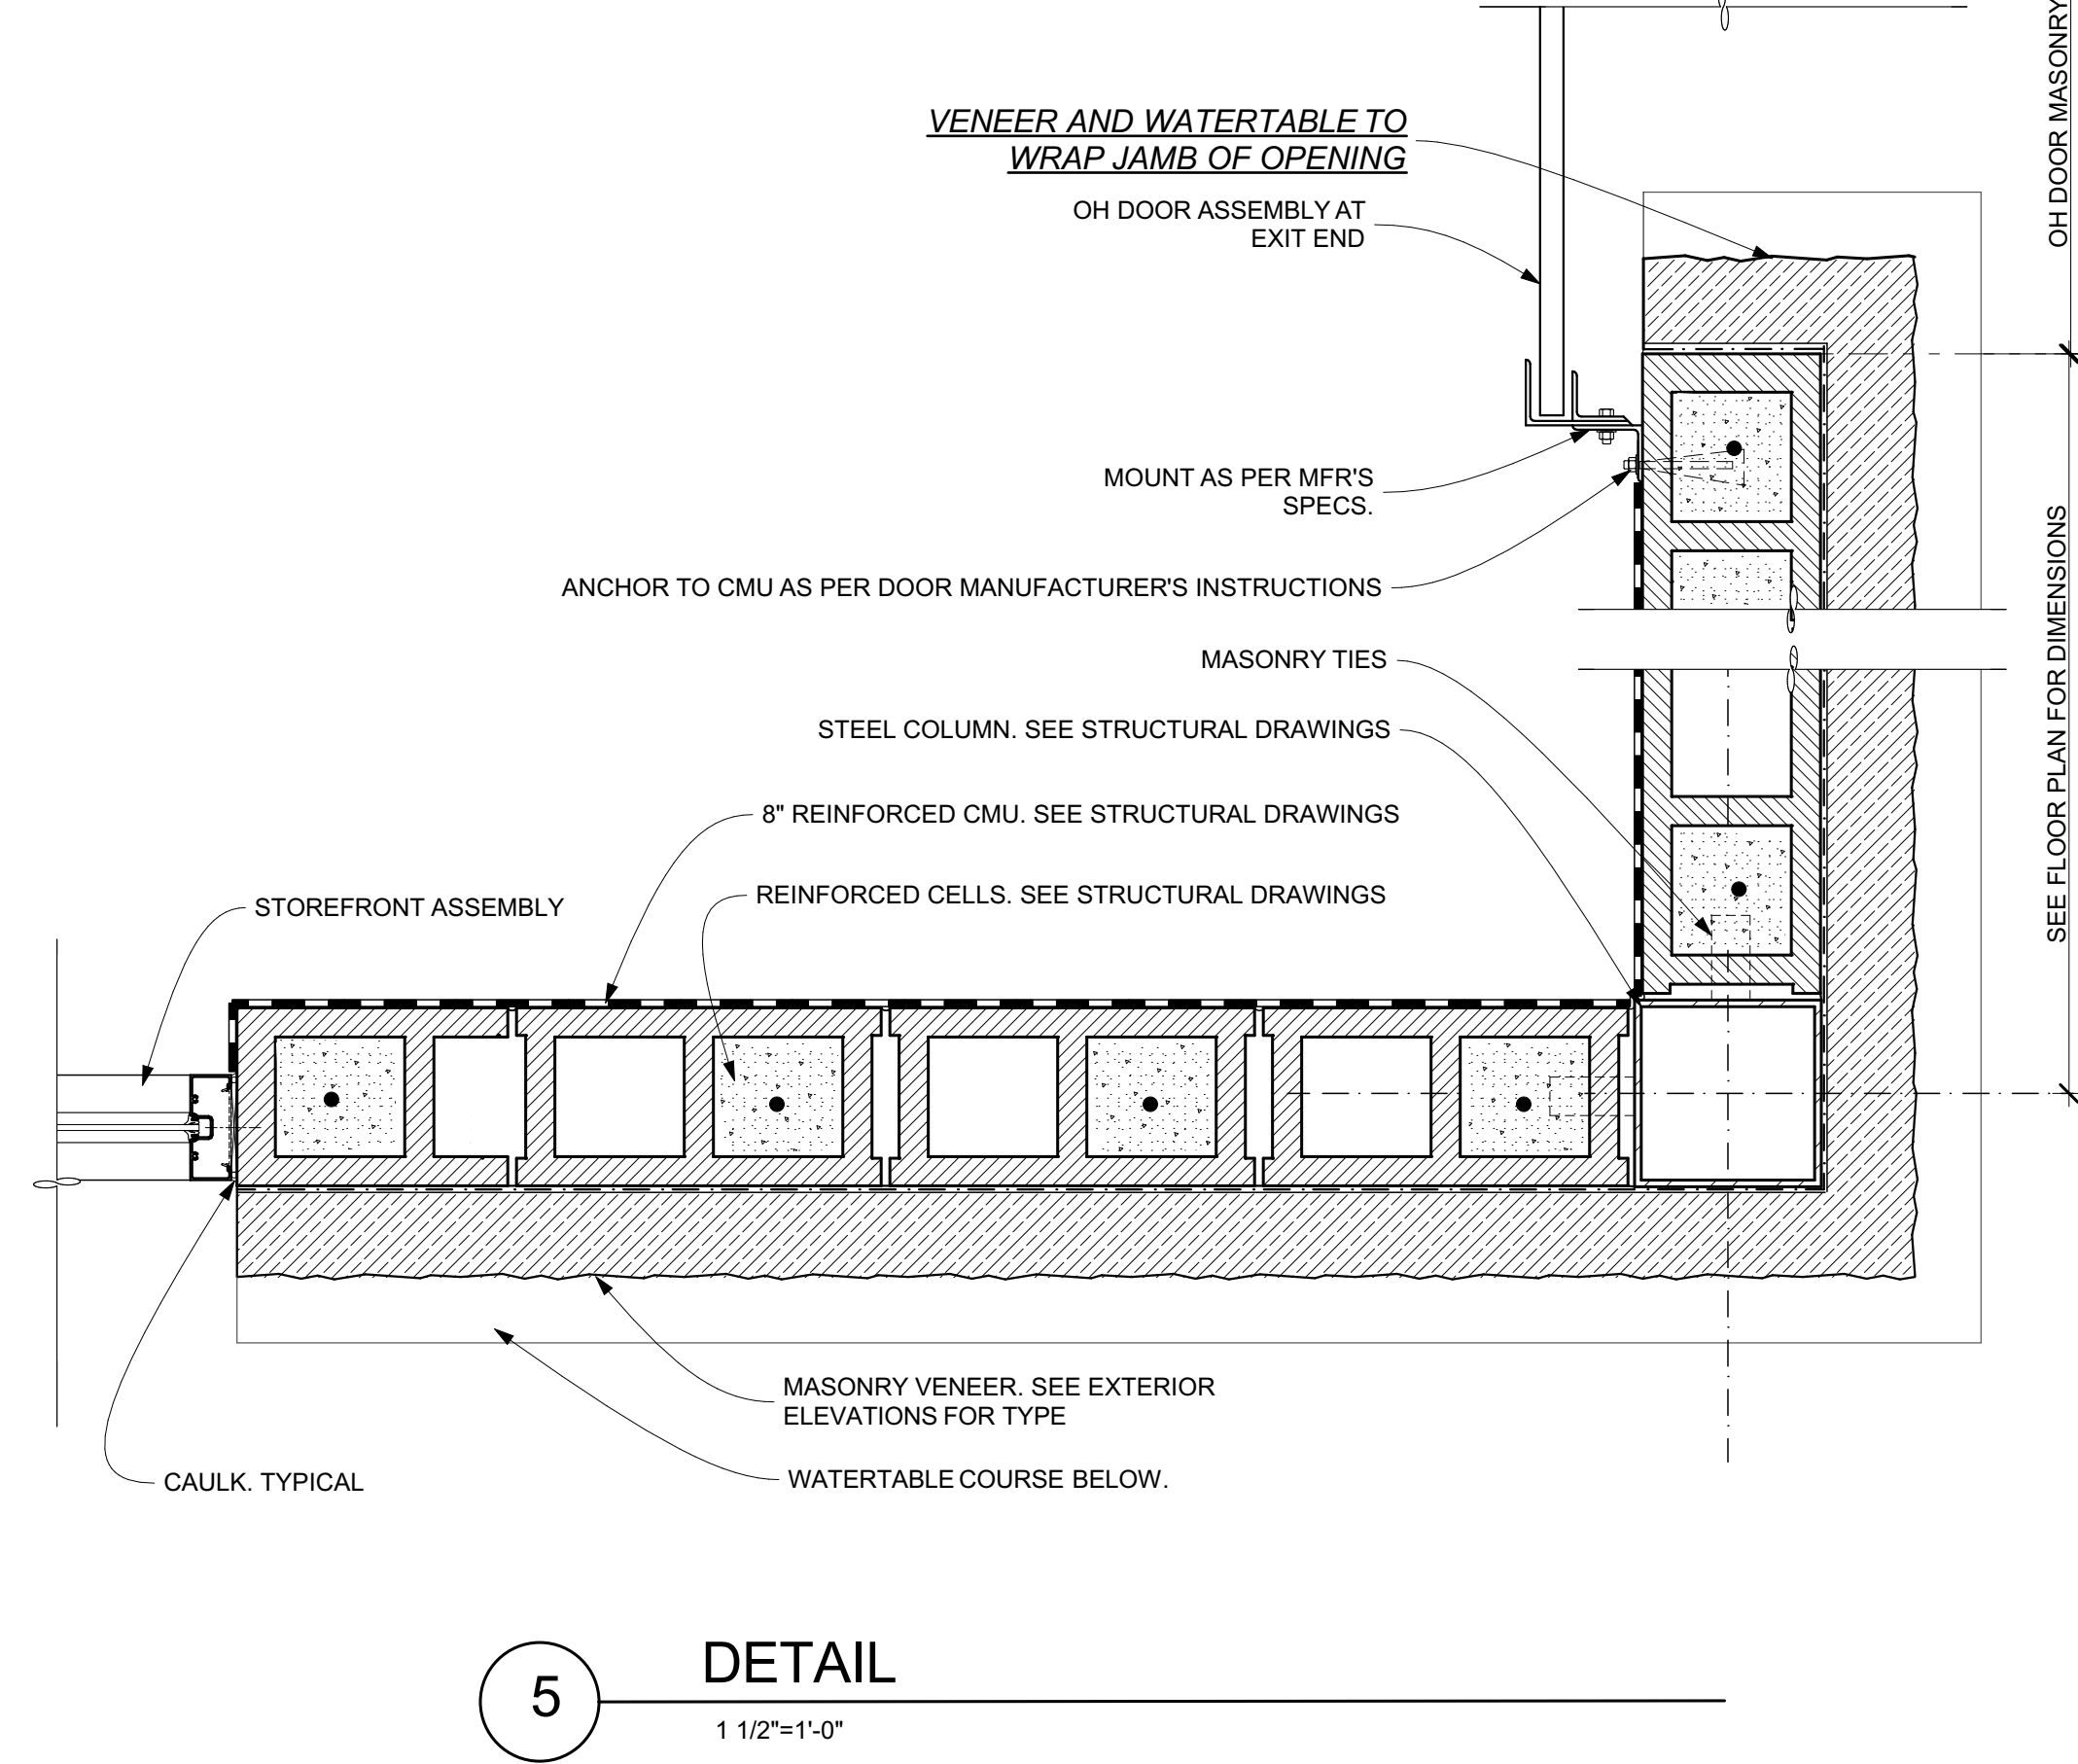 VENEER AND WATERTABLE TO
WRAP JAMB OF OPENING
OH DOOR ASSEMBLY AT
EXIT END
MOUNT AS PER MFR'S
SPECS.
ANCHOR TO CMU AS PER DOOR MANUFACTURER'S INSTRUCTIONS
MASONRY TIES
STEEL COLUMN. SEE STRUCTURAL DRAWINGS
8" REINFORCED CMU. SEE STRUCTURAL DRAWINGS
REINFORCED CELLS. SEE STRUCTURAL DRAWINGS
STOREFRONT ASSEMBLY
OH DOOR MASONRY
SEE FLOOR PLAN FOR DIMENSIONS
MASONRY VENEER. SEE EXTERIOR
ELEVATIONS FOR TYPE
WATERTABLE COURSE BELOW.
CAULK. TYPICAL
5
DETAIL
1 1/2"=1'-0"